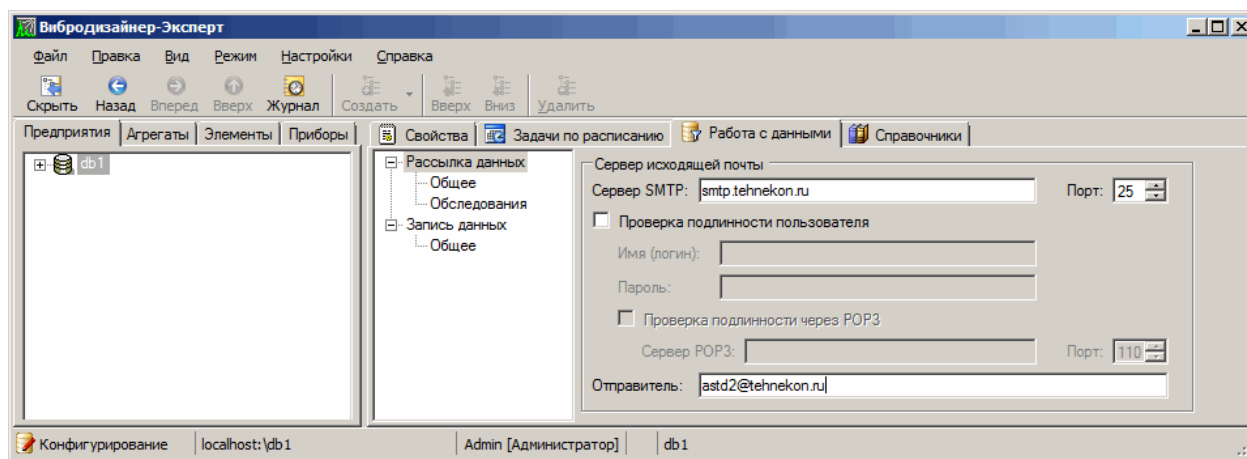 Вибродизайнер-Эксперт
Файл Правка Вид Режим Настройки Справка
Скрыть Назад Вперед Вверх Журнал Создать Вверх Вниз Удалить
Предприятия Агрегаты Элементы Приборы Свойства Задачи по расписанию Работа с данными Справочники
db1
Рассылка данных
Общее
Обследования
Запись данных
Общее
Сервер исходящей почты
Сервер SMTP: smtp.tehnekon.ru Порт: 25
Проверка подлинности пользователя
Имя (логин):
Пароль:
Проверка подлинности через POP3
Сервер POP3: Порт: 110
Отправитель: astd2@tehnekon.ru
Конфигурирование localhost:\db1 Admin [Администратор] db1